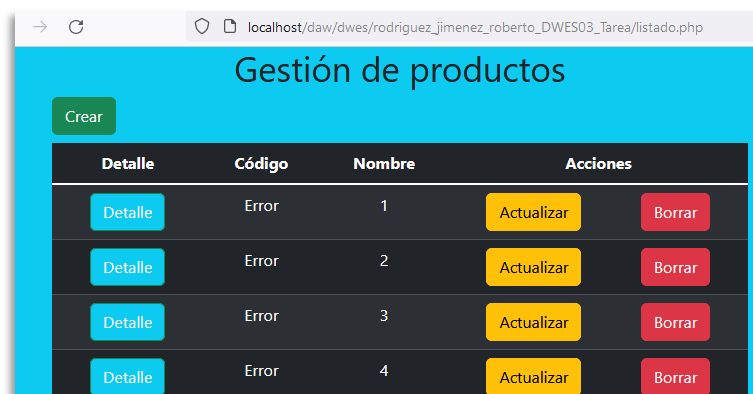 localhost/daw/dwes/rodriguez_jimenez_roberto_DWES03_Tarea/listado.php
Gestión de productos
Crear
Detalle Código Nombre Acciones
Detalle Error 1 Actualizar Borrar
Detalle Error 2 Actualizar Borrar
Detalle Error 3 Actualizar Borrar
Detalle Error 4 Actualizar Borrar